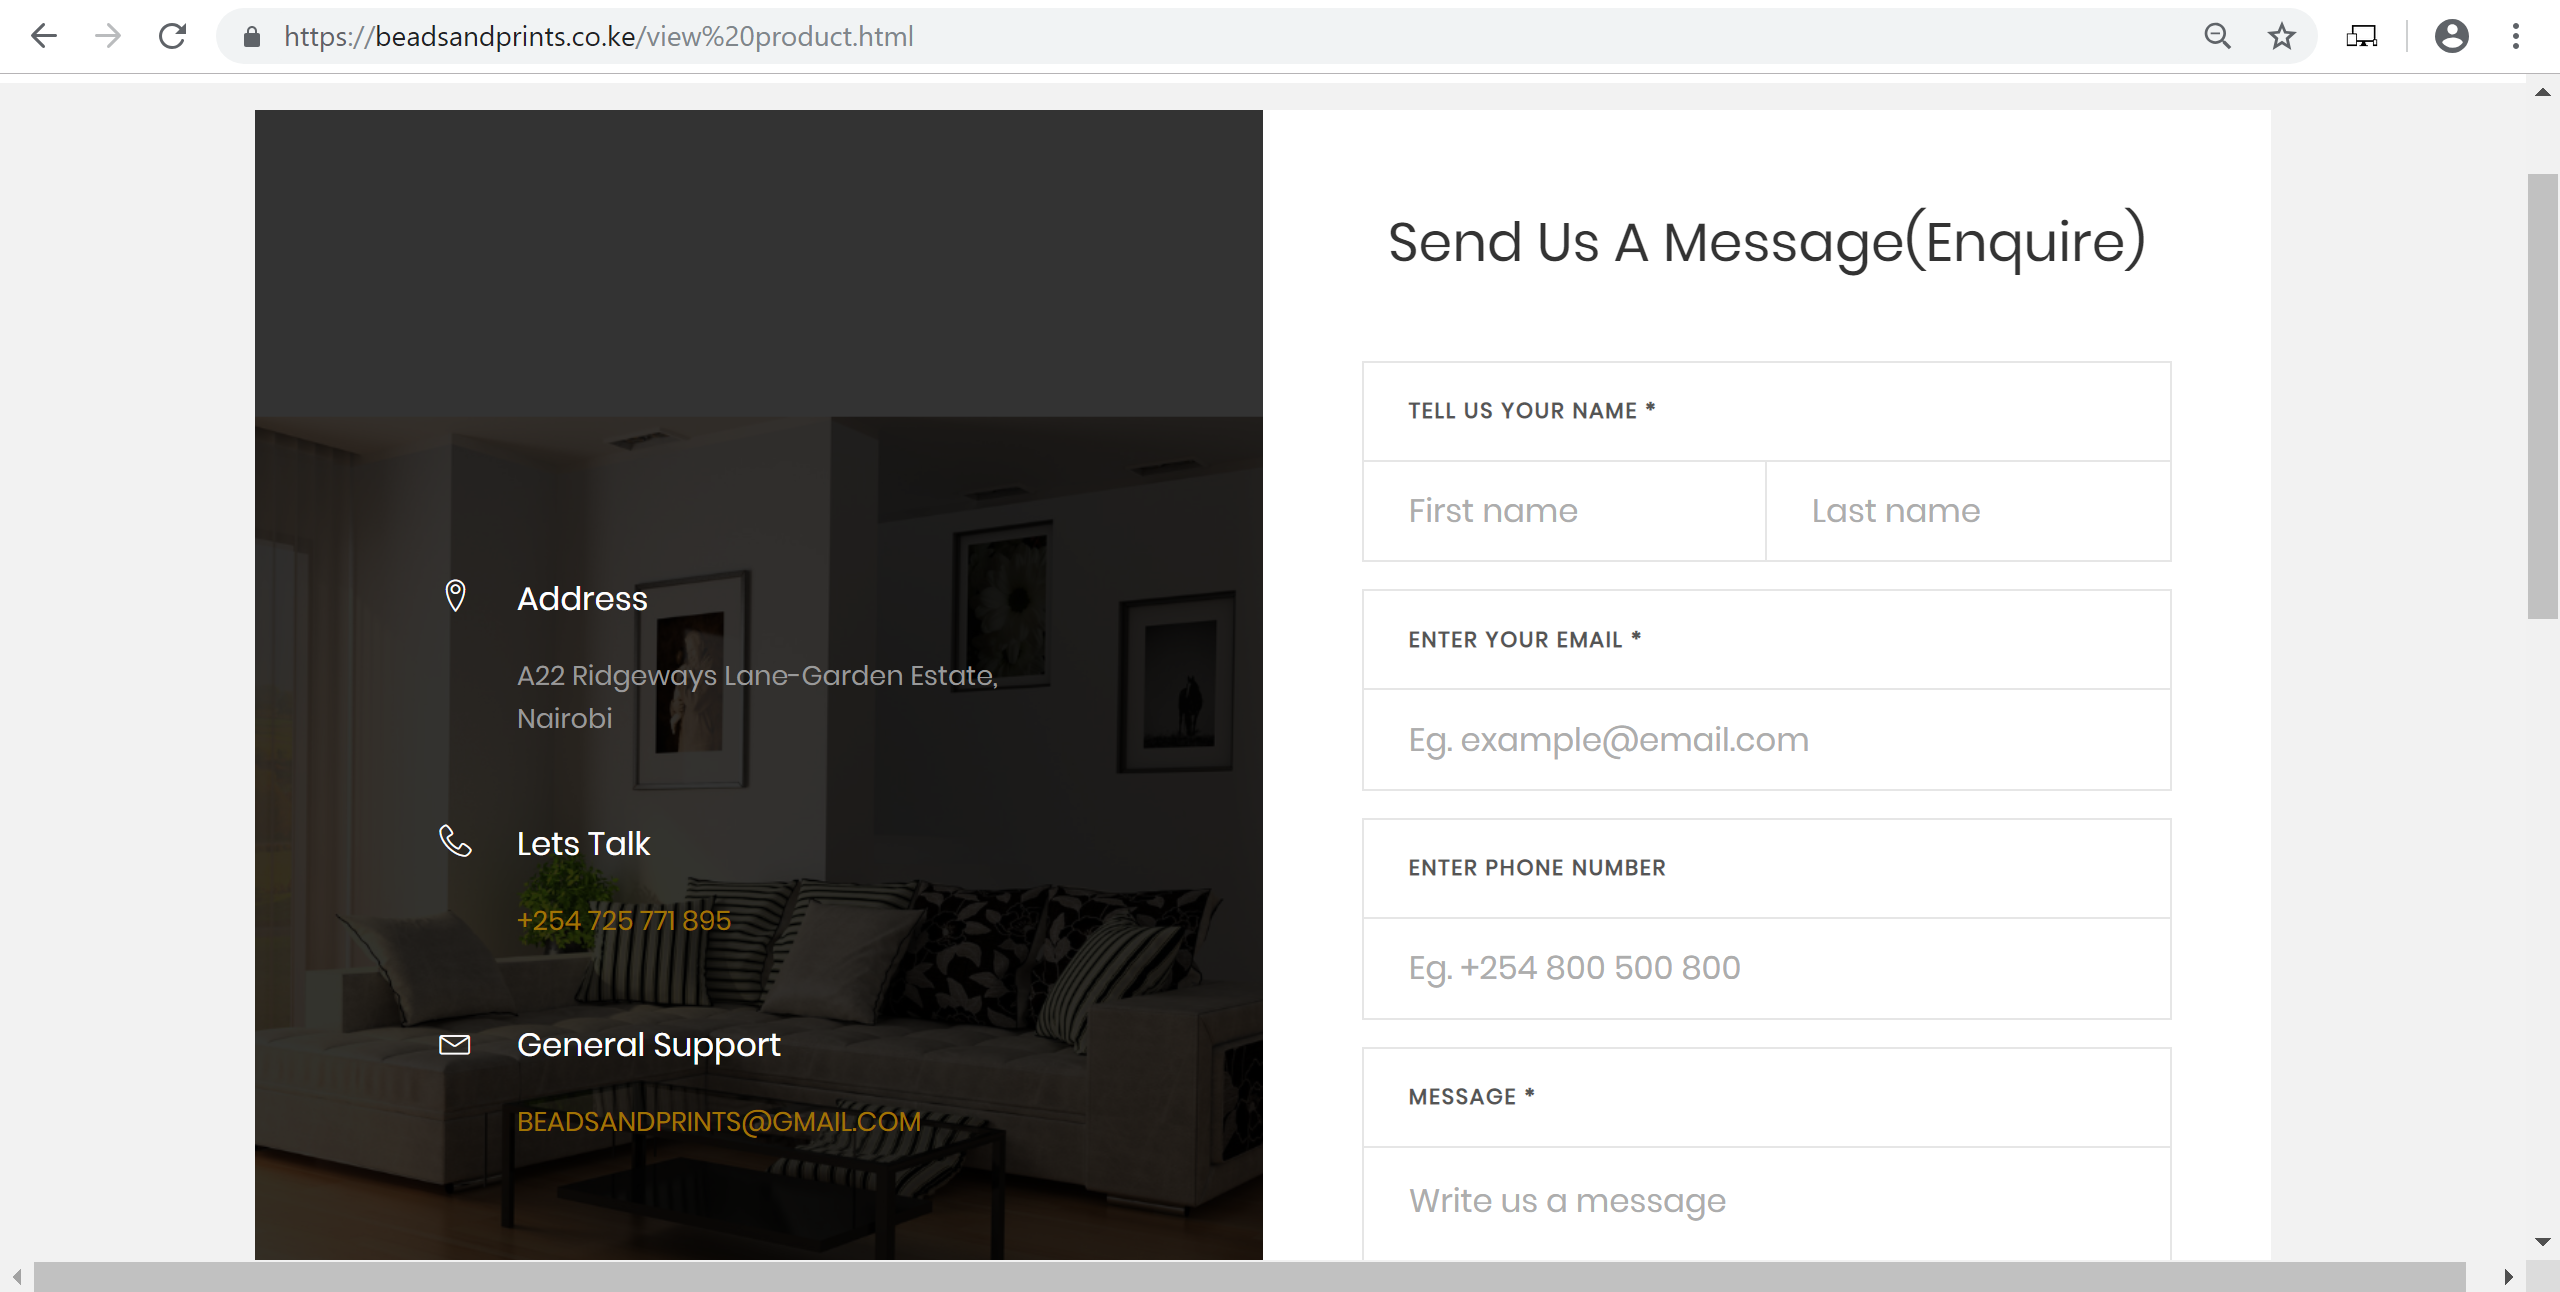 https://beadsandprints.co.ke/view%20product.html
Send Us A Message(Enquire)
TELL US YOUR NAME *
First name
Last name
ENTER YOUR EMAIL *
Eg. example@email.com
ENTER PHONE NUMBER
Eg. +254 800 500 800
MESSAGE *
Write us a message
Address
A22 Ridgeways Lane-Garden Estate,
Nairobi
Lets Talk
+254 725 771 895
General Support
BEADSANDPRINTS@GMAIL.COM